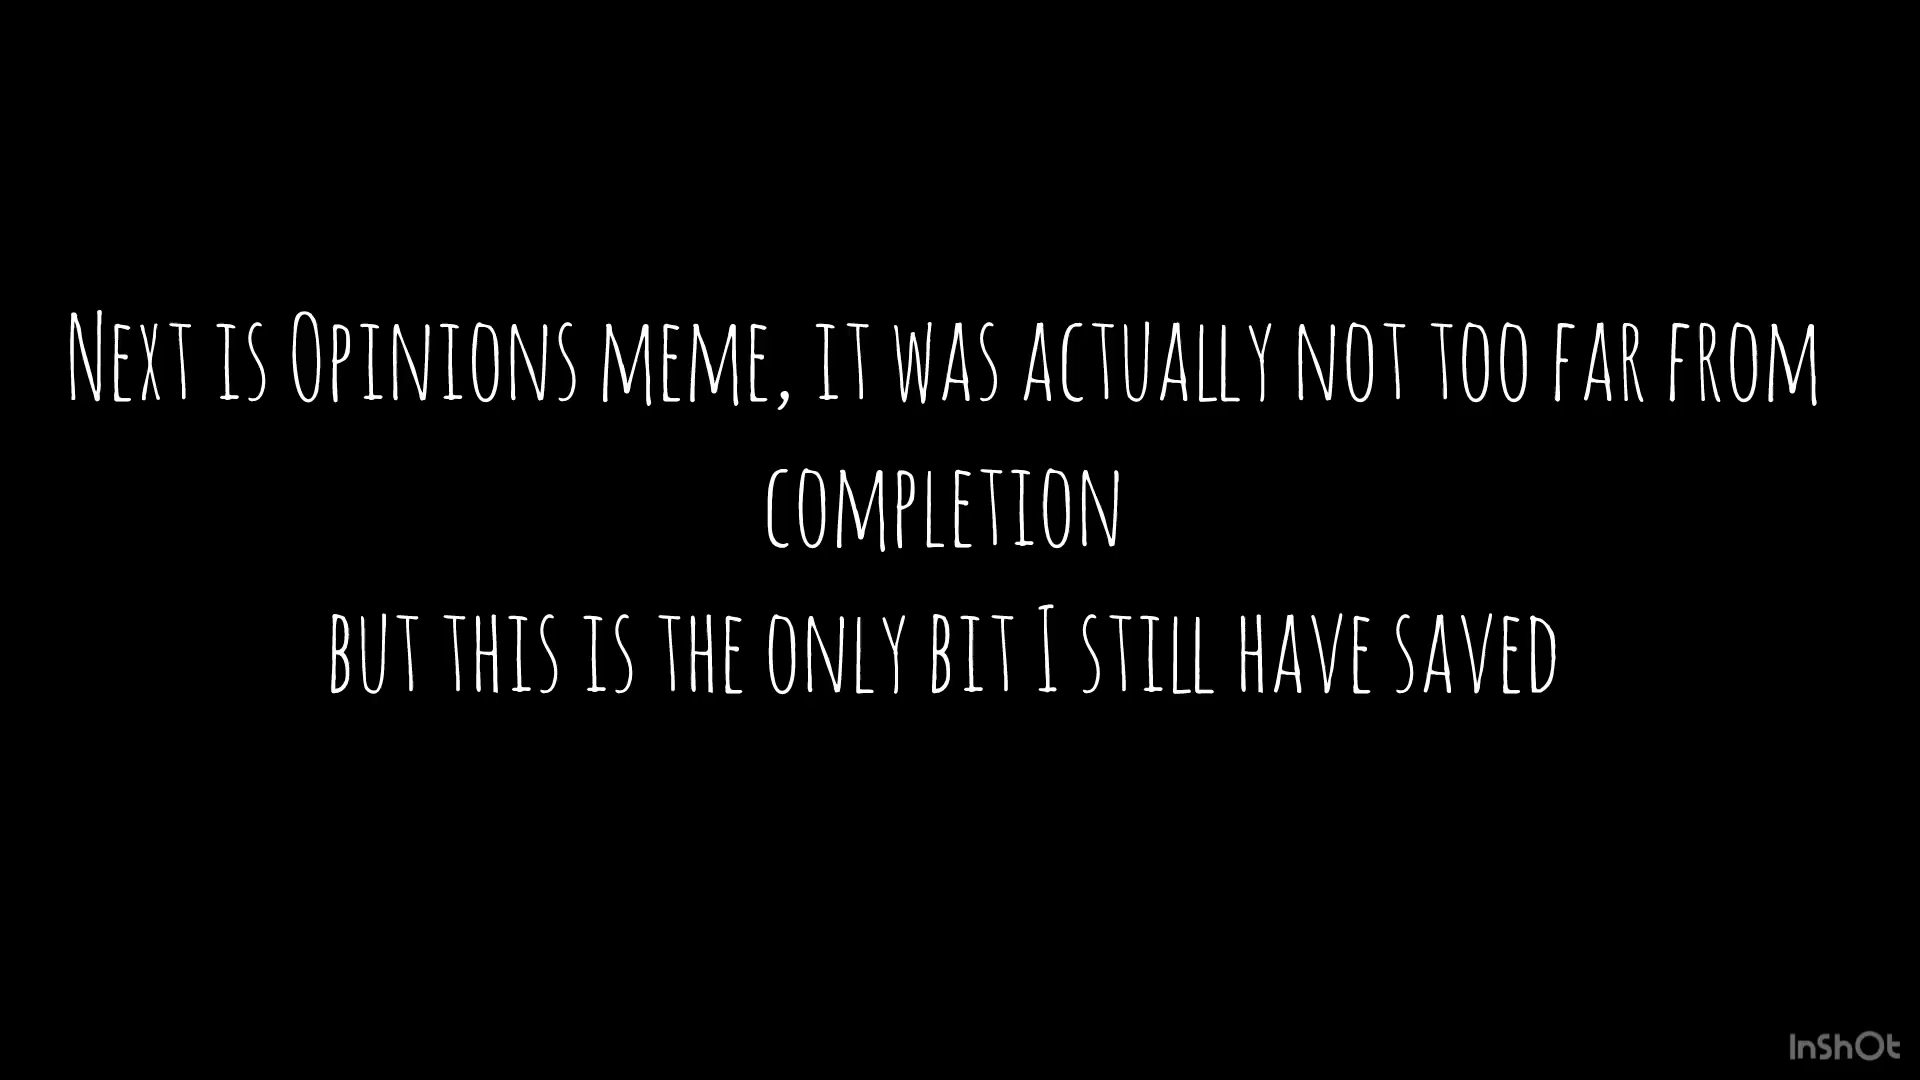 Next is Opinions meme, it was actually not too far from
completion
but this is the only bit I still have saved
InShOt